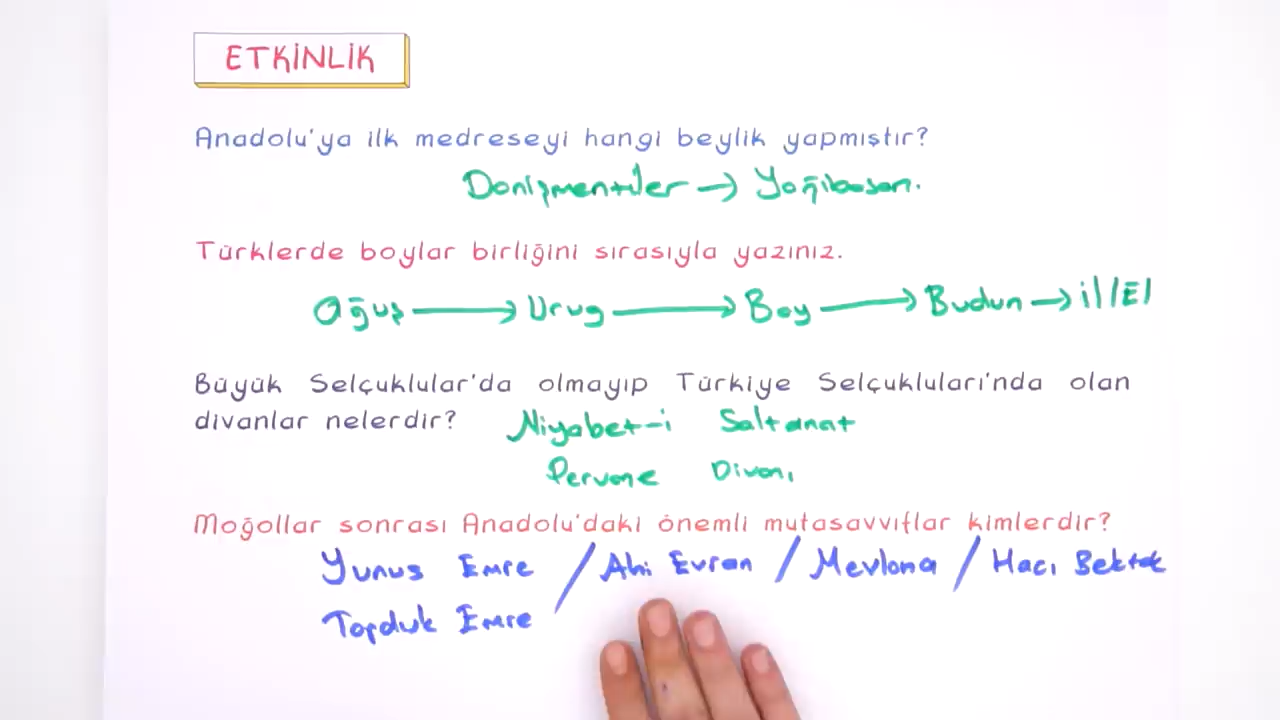 ETKİNLİK
Anadolu'ya ilk medreseyi hangi beylik yapmıştır?
Danişmentliler → Yağıbasan.
Türklerde boylar birliğini sırasıyla yazınız.
Oğuş → Urug → Boy → Budun → il/El
Büyük Selçuklular'da olmayıp Türkiye Selçukluları'nda olan
divanlar nelerdir? Niyabet-i Saltanat
Pervane Divanı
Moğollar sonrası Anadolu'daki önemli mutasavvıflar kimlerdir?
Yunus Emre / Ahi Evran / Mevlana / Hacı Bektaş
Tapduk Emre